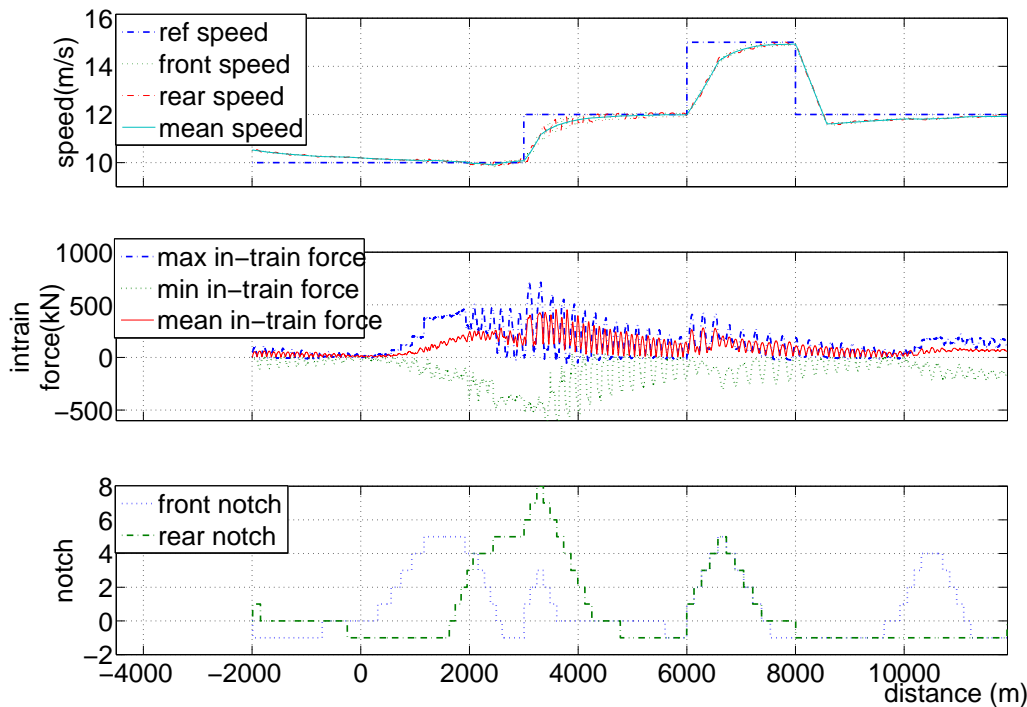 16
14
12
10
speed(m/s)
ref speed
front speed
rear speed
mean speed
1000
500
0
−500
intrain
force(kN)
max in−train force
min in−train force
mean in−train force
8
6
4
2
0
−2
notch
front notch
rear notch
−4000 −2000 0 2000 4000 6000 8000 10000
distance (m)